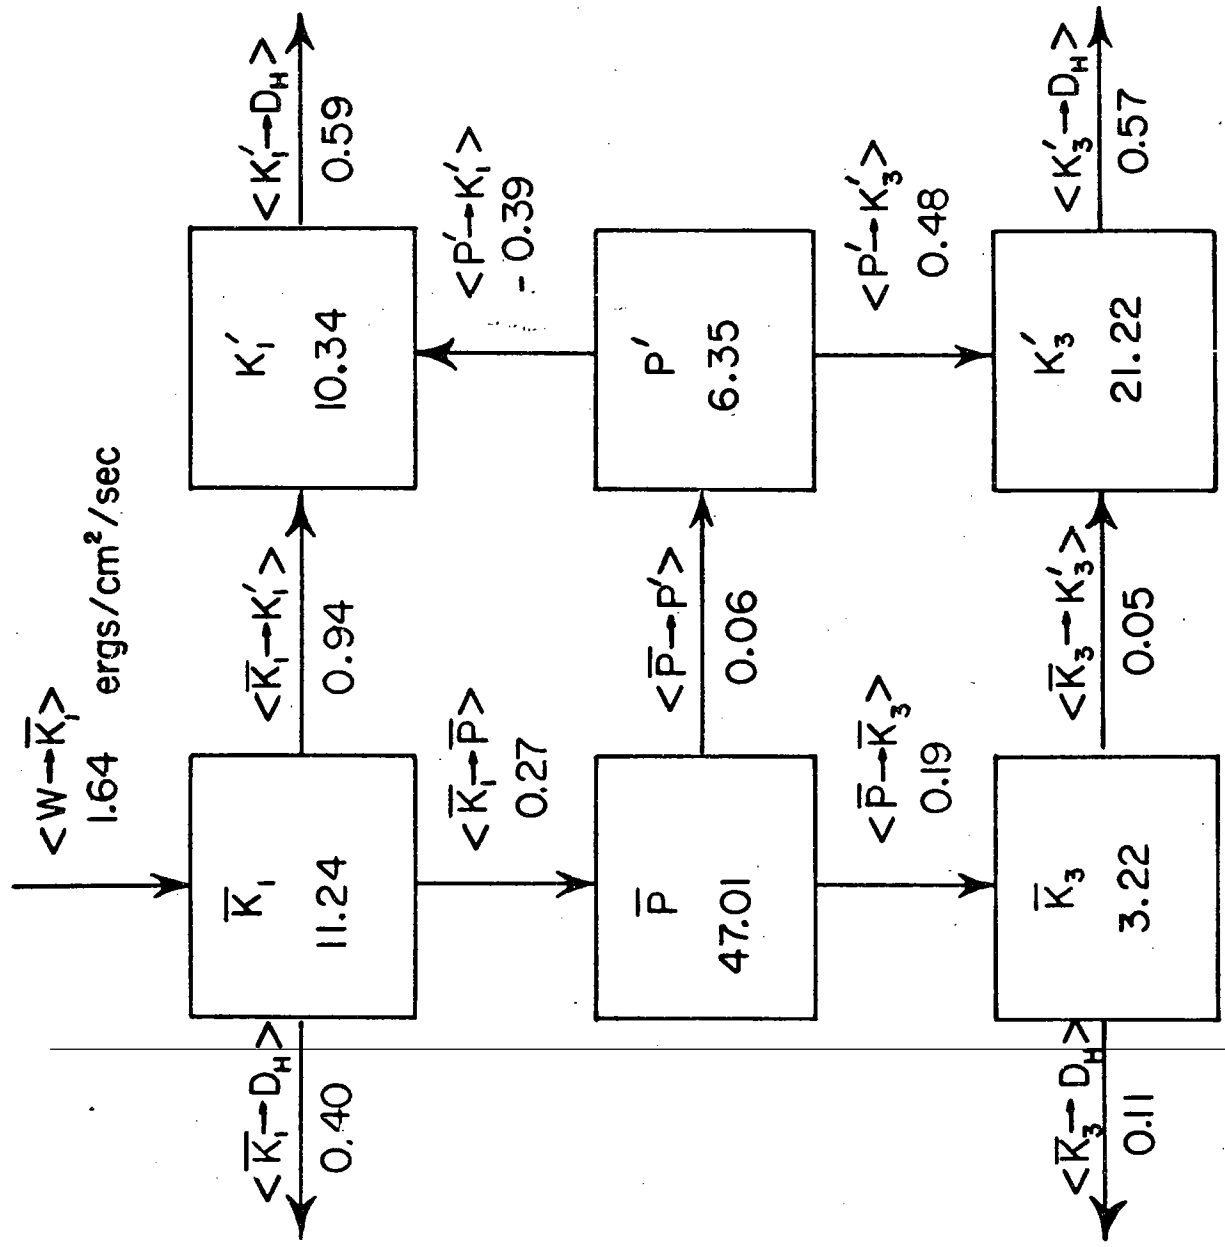 <W→K̅₁>
1.64 ergs/cm²/sec
<K̅₁→D_H>
0.40
K̅₁
11.24
<K̅₁→K₁′>
0.94
K₁′
10.34
<K₁′→D_H>
0.59
<K̅₁→P̅>
0.27
<P′→K₁′>
-0.39
P̅
47.01
<P̅→P′>
0.06
P′
6.35
<P̅→K̅₃>
0.19
<P′→K₃′>
0.48
<K̅₃→D_H>
0.11
K̅₃
3.22
<K̅₃→K₃′>
0.05
K₃′
21.22
<K₃′→D_H>
0.57